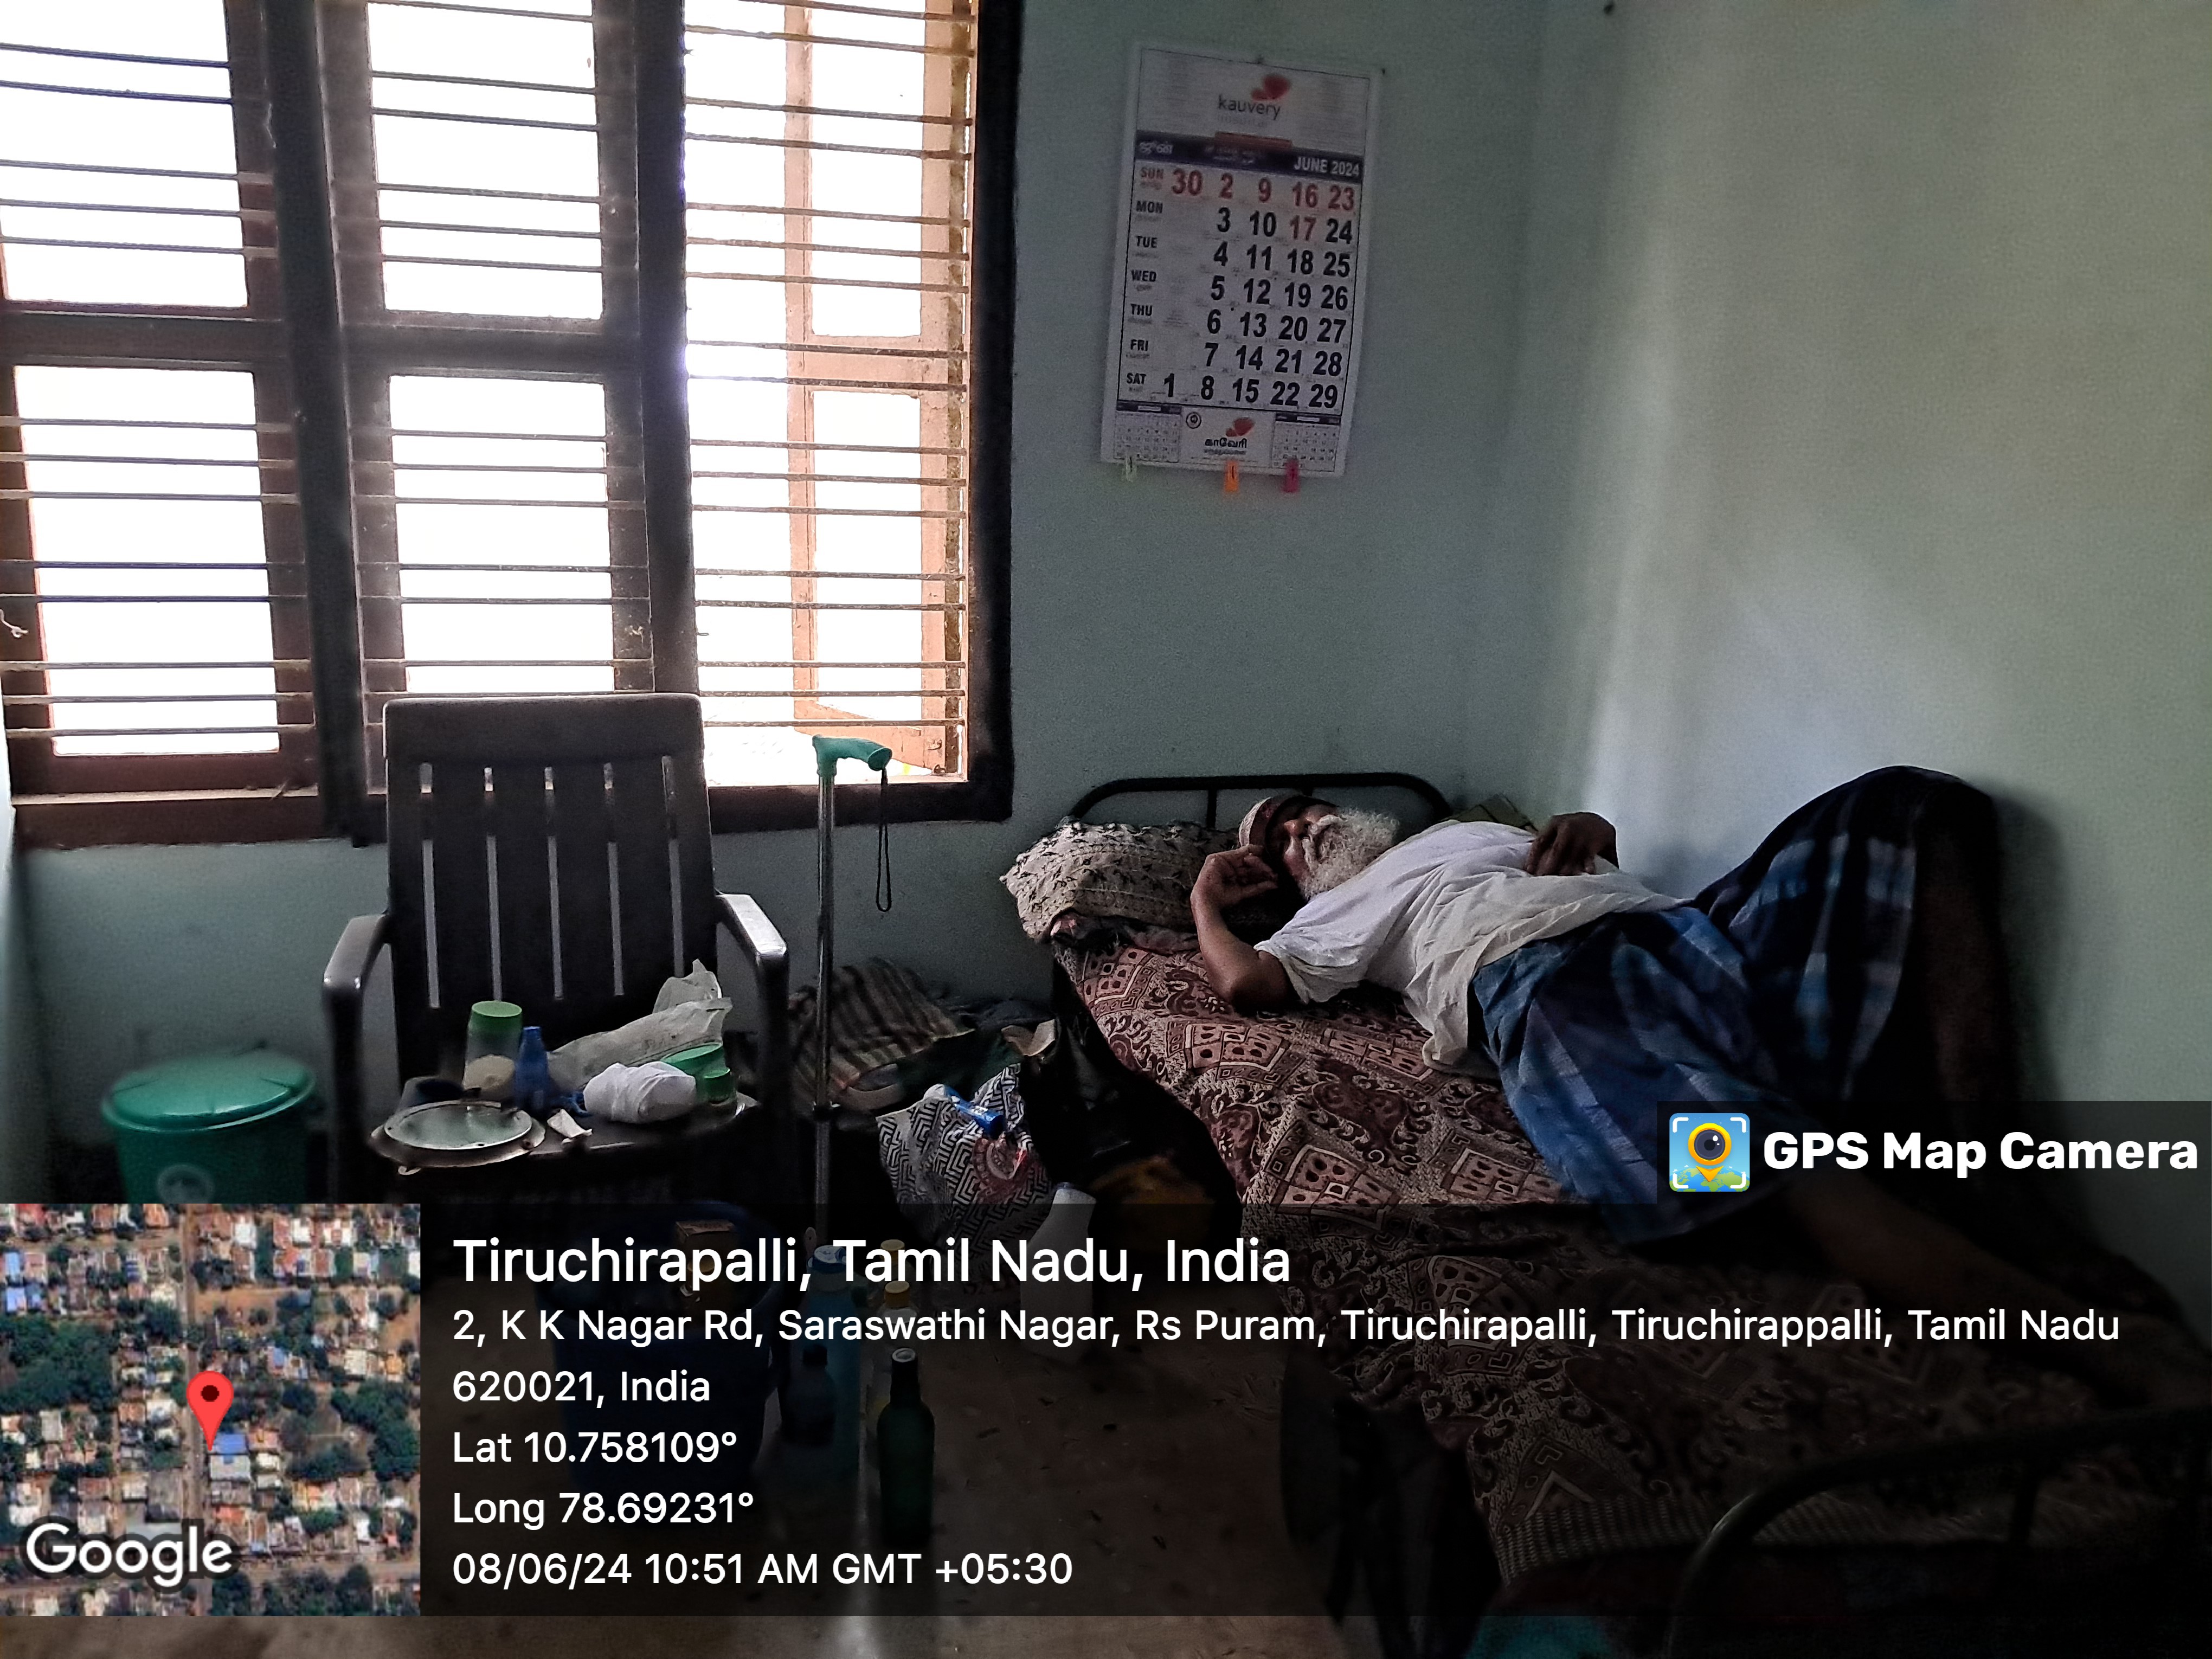 kauvery
ஜூன்
JUNE 2024
SUN 30 2 9 16 23
MON 3 10 17 24
TUE 4 11 18 25
WED 5 12 19 26
THU 6 13 20 27
FRI 7 14 21 28
SAT 1 8 15 22 29
காவேரி
GPS Map Camera
Tiruchirapalli, Tamil Nadu, India
2, K K Nagar Rd, Saraswathi Nagar, Rs Puram, Tiruchirapalli, Tiruchirappalli, Tamil Nadu
620021, India
Lat 10.758109°
Long 78.69231°
08/06/24 10:51 AM GMT +05:30
Google